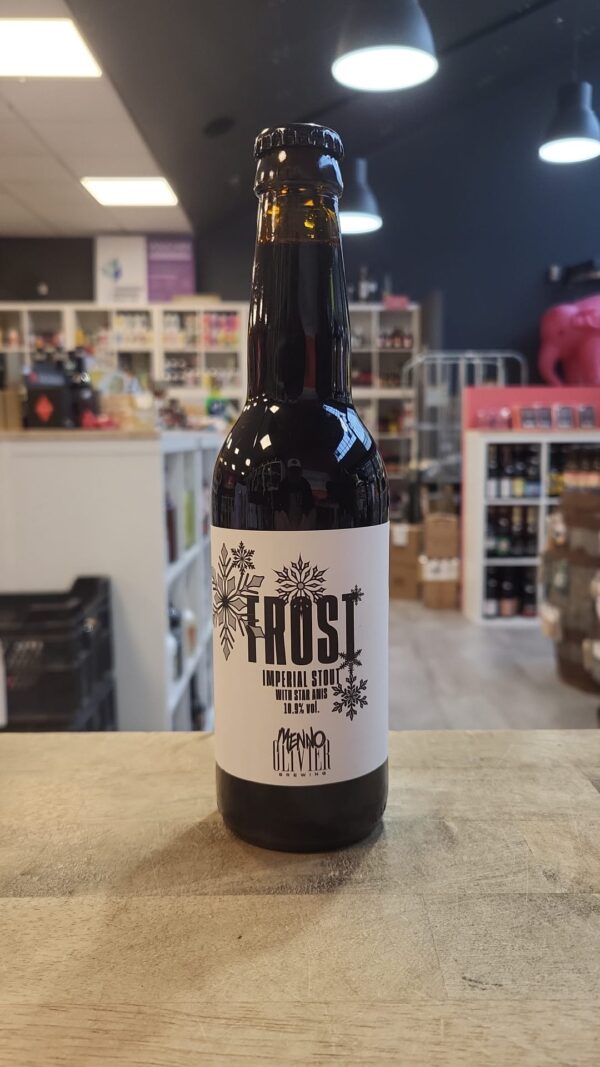 FROST
IMPERIAL STOUT
WITH STAR ANIS
10.9% vol.
MENNO
OLIVIER
BREWING